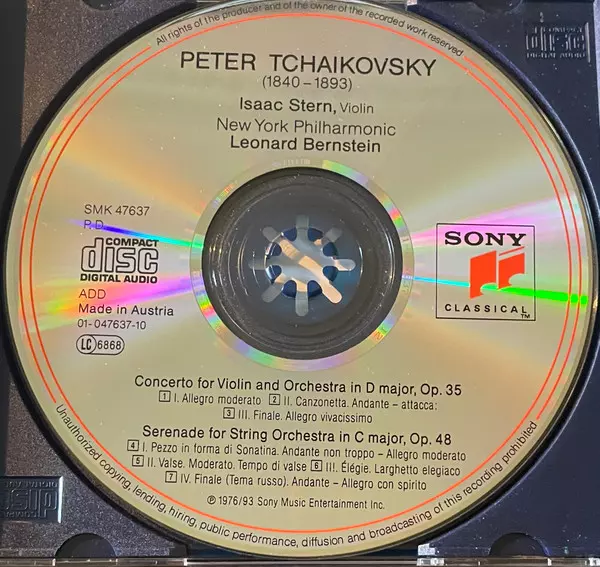 All rights of the producer and of the owner of the recorded work reserved
PETER TCHAIKOVSKY
(1840–1893)
Isaac Stern, Violin
New York Philharmonic
Leonard Bernstein
SMK 47637
P. D.
COMPACT
disc
DIGITAL AUDIO
ADD
Made in Austria
01-047637-10
LC 6868
SONY
CLASSICAL™
Concerto for Violin and Orchestra in D major, Op. 35
1 I. Allegro moderato 2 II. Canzonetta. Andante – attacca:
3 III. Finale. Allegro vivacissimo
Serenade for String Orchestra in C major, Op. 48
4 I. Pezzo in forma di Sonatina. Andante non troppo – Allegro moderato
5 II. Valse. Moderato. Tempo di valse 6 III. Élégie. Larghetto elegiaco
7 IV. Finale (Tema russo). Andante – Allegro con spirito
℗ 1976/93 Sony Music Entertainment Inc.
Unauthorized copying, lending, hiring, public performance, diffusion and broadcasting of this recording prohibited
disc
DIGITAL AUDIO